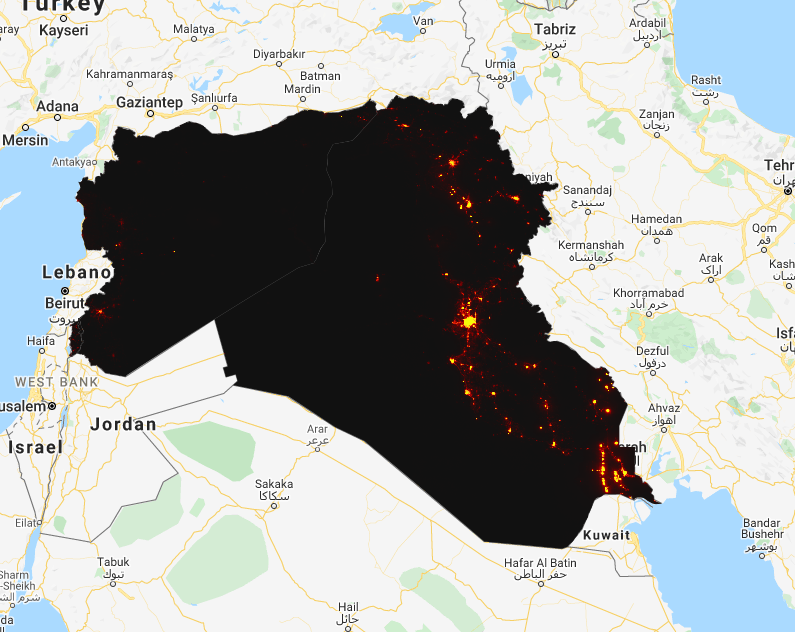 Turkey
Kayseri
Malatya
Van
Tabriz
تبریز
Ardabil
اردبیل
Diyarbakır
Batman
Kahramanmaraş
Mardin
Şanlıurfa
Gaziantep
Adana
Mersin
Antakya
Urmia
ارومیه
Rasht
رشت
Zanjan
زنجان
Tehr
niyah
Sanandaj
سنندج
Hamedan
همدان
Qom
قم
Kermanshah
کرمانشاه
Arak
اراک
Kash
Lebano
Beirut
بيروت
Khorramabad
خرم آباد
Haifa
Isfa
Dezful
دزفول
WEST BANK
usalem
Jordan
Israel
Ahvaz
اهواز
Arar
عرعر
Sakaka
سكاكا
Eilat
Kuwait
Bandar
Bushehr
بوشهر
Tabuk
تبوك
Hafar Al Batin
حفر الباطن
Sharm
-Sheikh
Hail
حائل